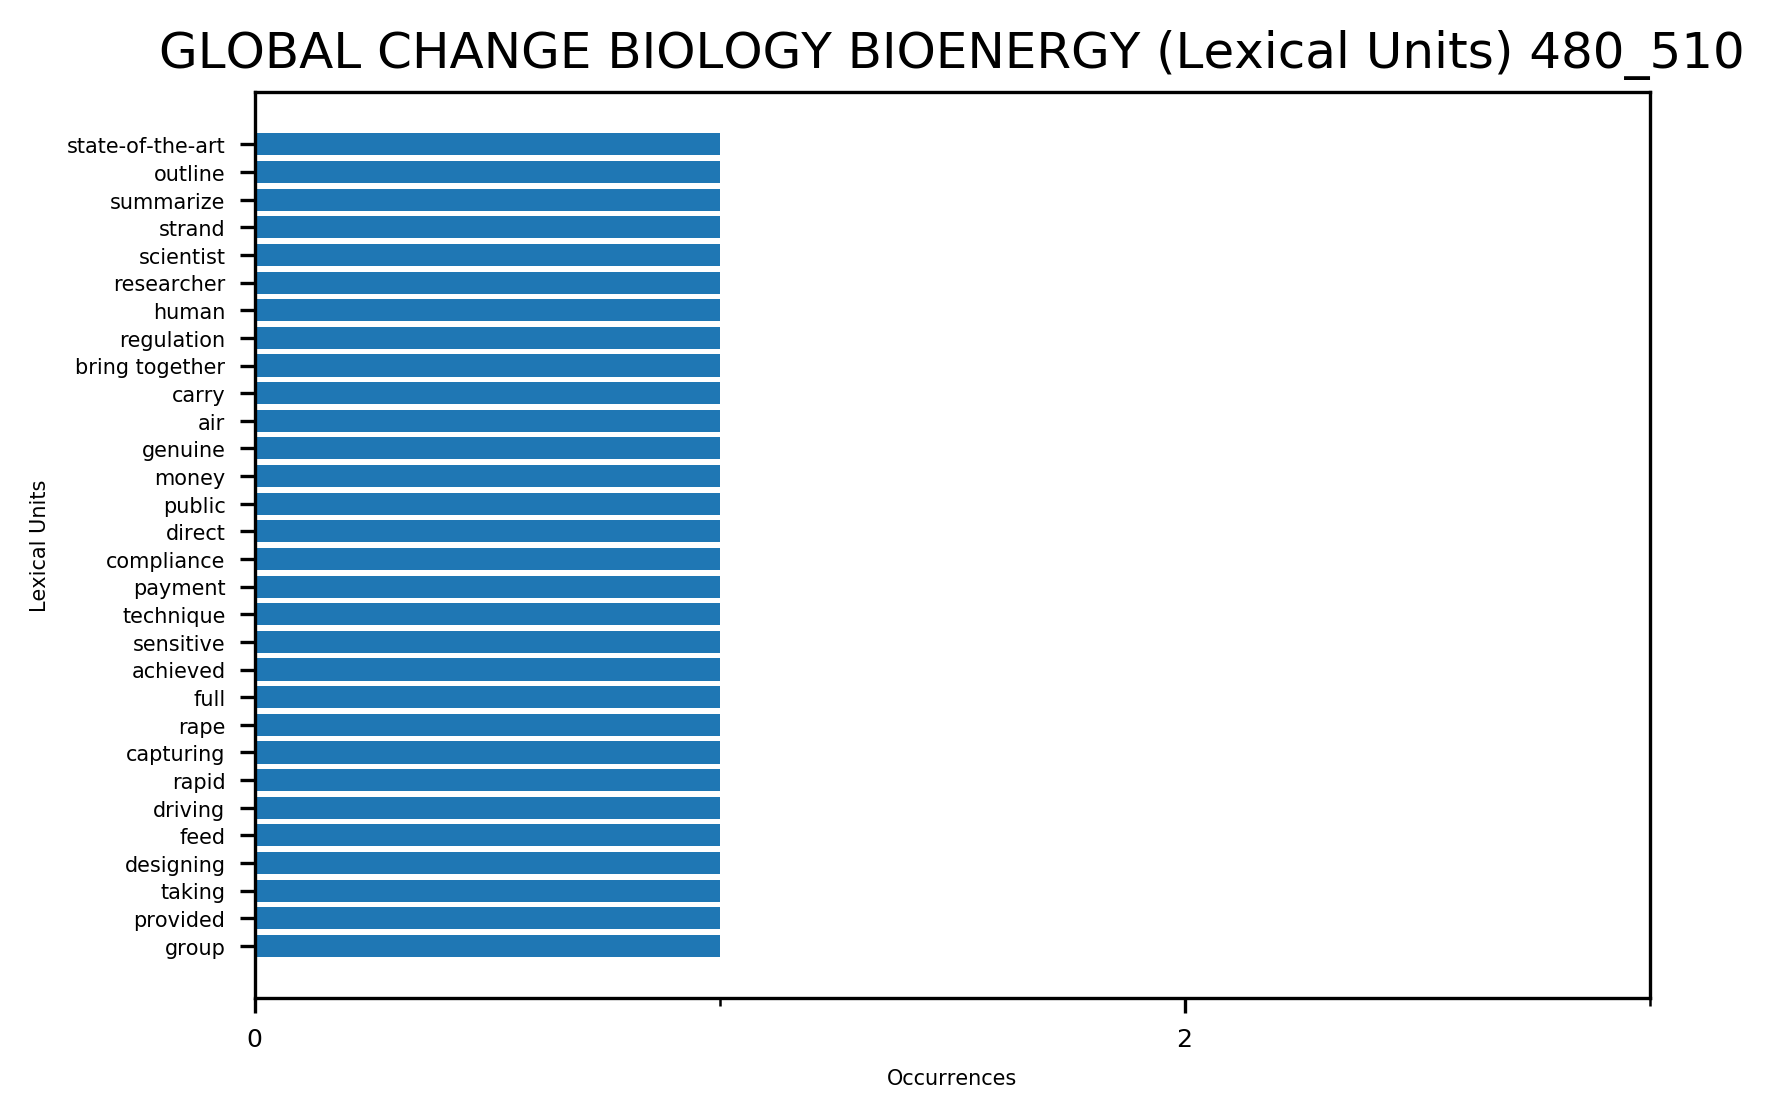 GLOBAL CHANGE BIOLOGY BIOENERGY (Lexical Units) 480_510
state-of-the-art
outline
summarize
strand
scientist
researcher
human
regulation
bring together
carry
air
genuine
money
public
direct
compliance
payment
technique
sensitive
achieved
full
rape
capturing
rapid
driving
feed
designing
taking
provided
group
Lexical Units
0 2
Occurrences